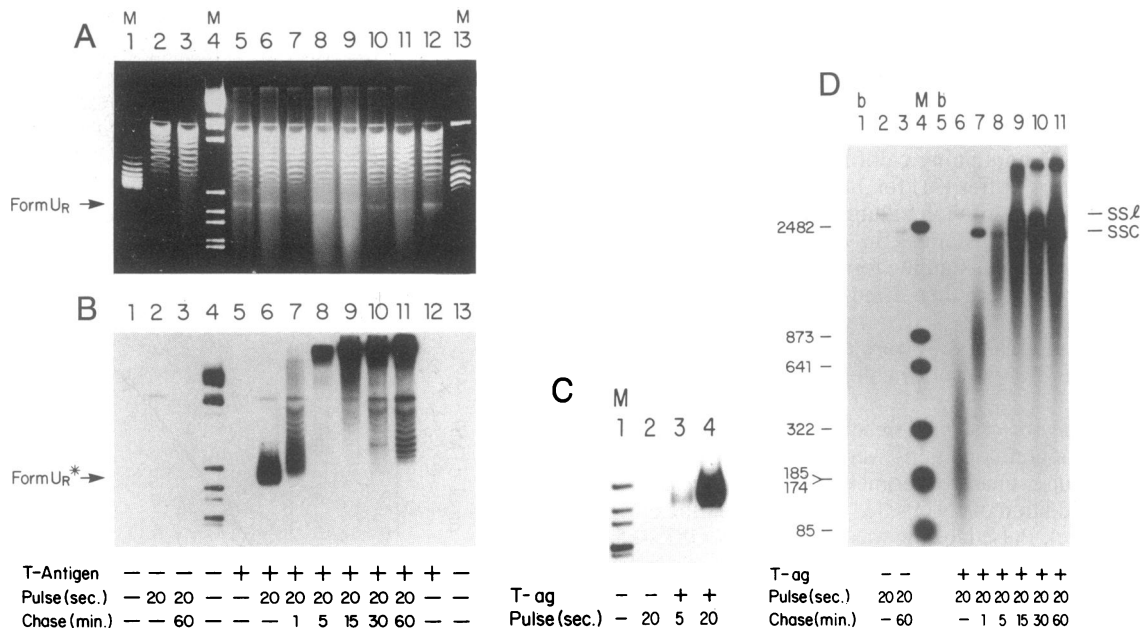 A
M M M
1 2 3 4 5 6 7 8 9 10 11 12 13
Form UR
B
1 2 3 4 5 6 7 8 9 10 11 12 13
Form UR*
T-Antigen — — — — + + + + + + + + —
Pulse (sec.) — 20 20 — — 20 20 20 20 20 20 — —
Chase (min.) — — 60 — — — 1 5 15 30 60 — —
C
M
1 2 3 4
T-ag — — + +
Pulse (sec.) — 20 5 20
D
b M b
1 2 3 4 5 6 7 8 9 10 11
2482 —
873 —
641 —
322 —
185
174
85 —
— SSℓ
— SSC
T-ag — — + + + + + +
Pulse (sec.) 20 20 20 20 20 20 20 20
Chase (min.) — 60 — 1 5 15 30 60